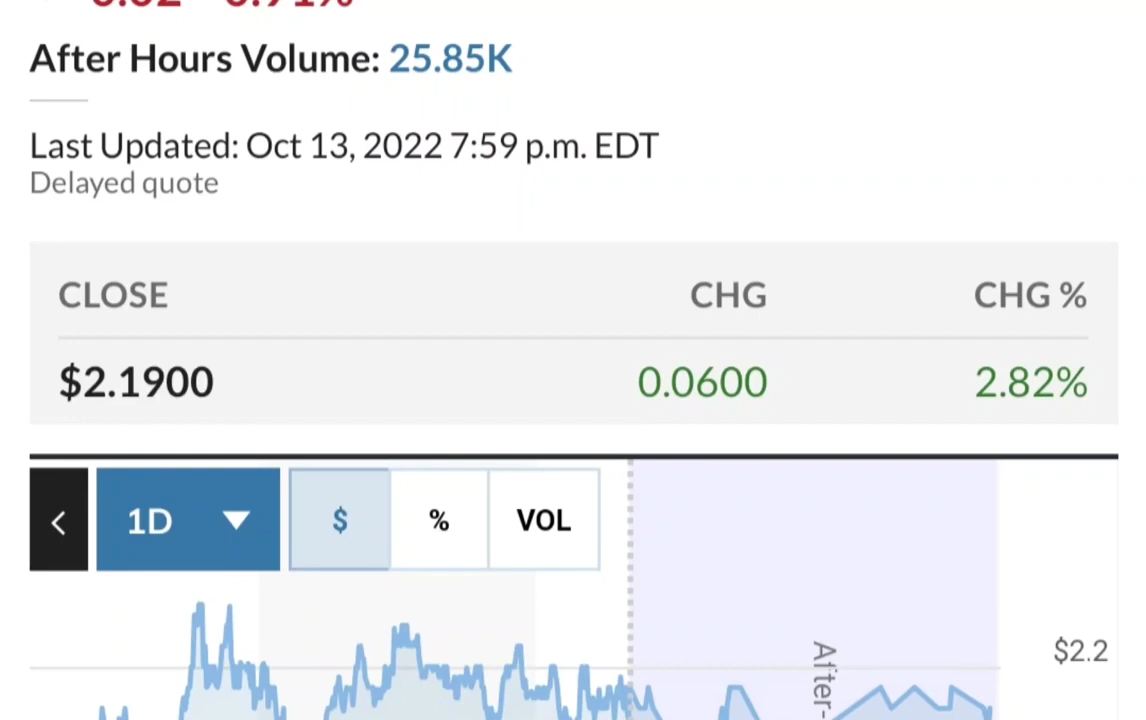 After Hours Volume: 25.85K
Last Updated: Oct 13, 2022 7:59 p.m. EDT
Delayed quote
CLOSE CHG CHG %
$2.1900 0.0600 2.82%
1D $ % VOL
$2.2
After-